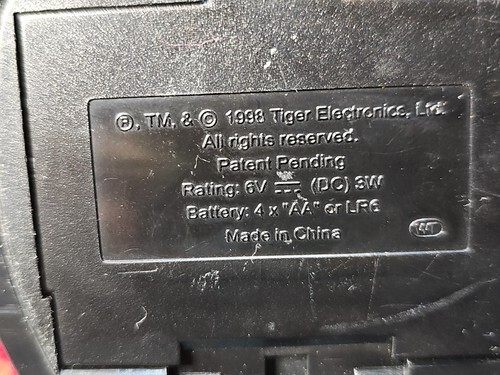 ®, TM, & © 1998 Tiger Electronics, Ltd.
All rights reserved.
Patent Pending
Rating: 6V ⎓ (DC) 3W
Battery: 4 x "AA" or LR6
Made in China
WT